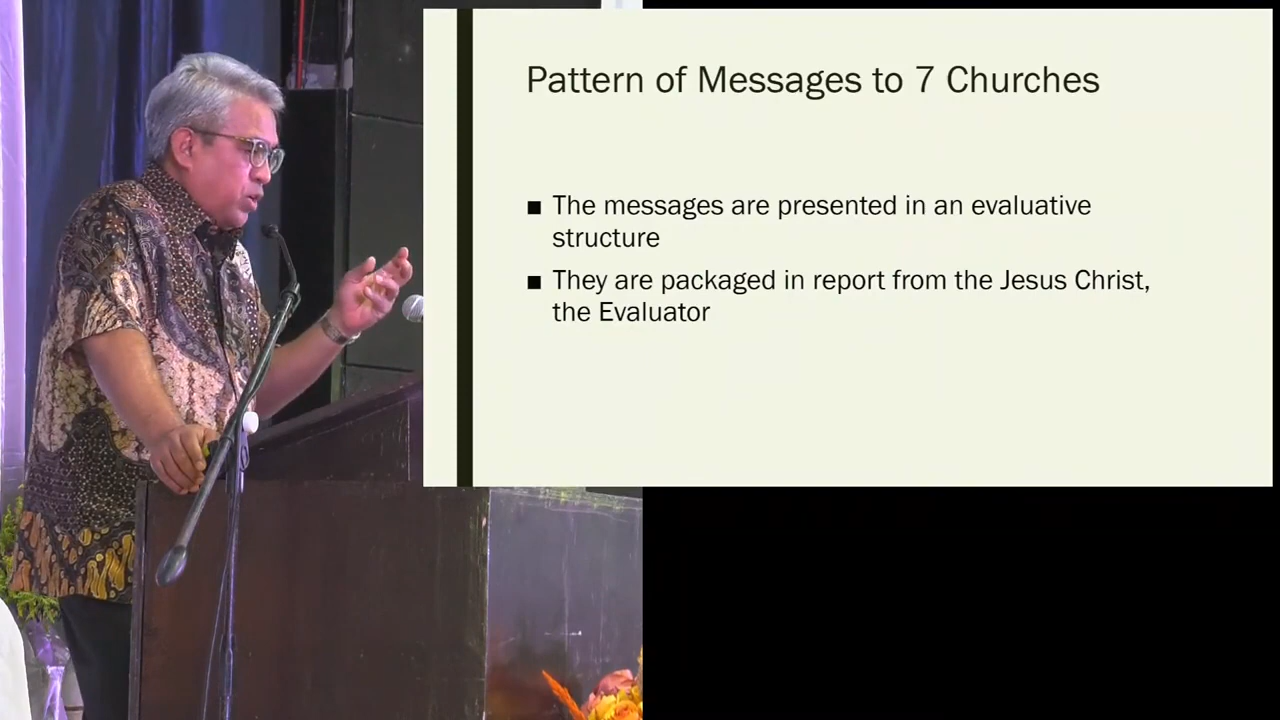 Pattern of Messages to 7 Churches
■ The messages are presented in an evaluative
structure
■ They are packaged in report from the Jesus Christ,
the Evaluator